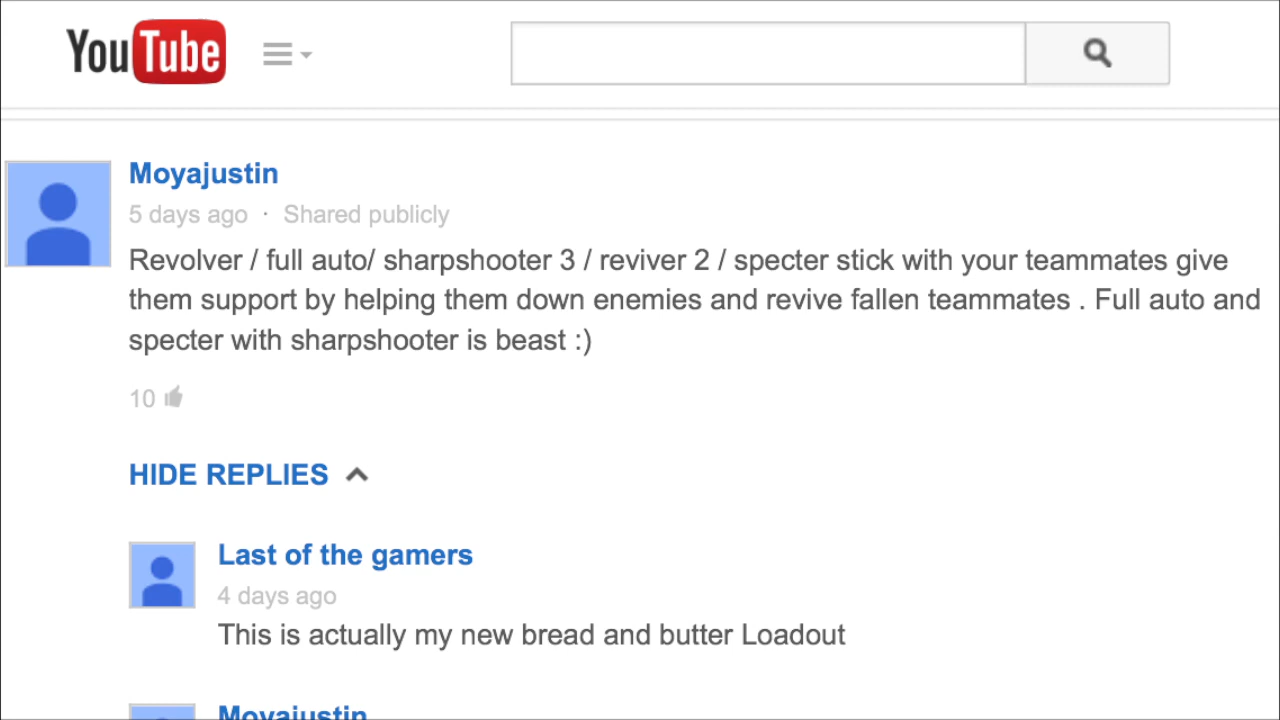 YouTube
Moyajustin
5 days ago · Shared publicly
Revolver / full auto/ sharpshooter 3 / reviver 2 / specter stick with your teammates give
them support by helping them down enemies and revive fallen teammates . Full auto and
specter with sharpshooter is beast :)
10
HIDE REPLIES
Last of the gamers
4 days ago
This is actually my new bread and butter Loadout
Moyajustin